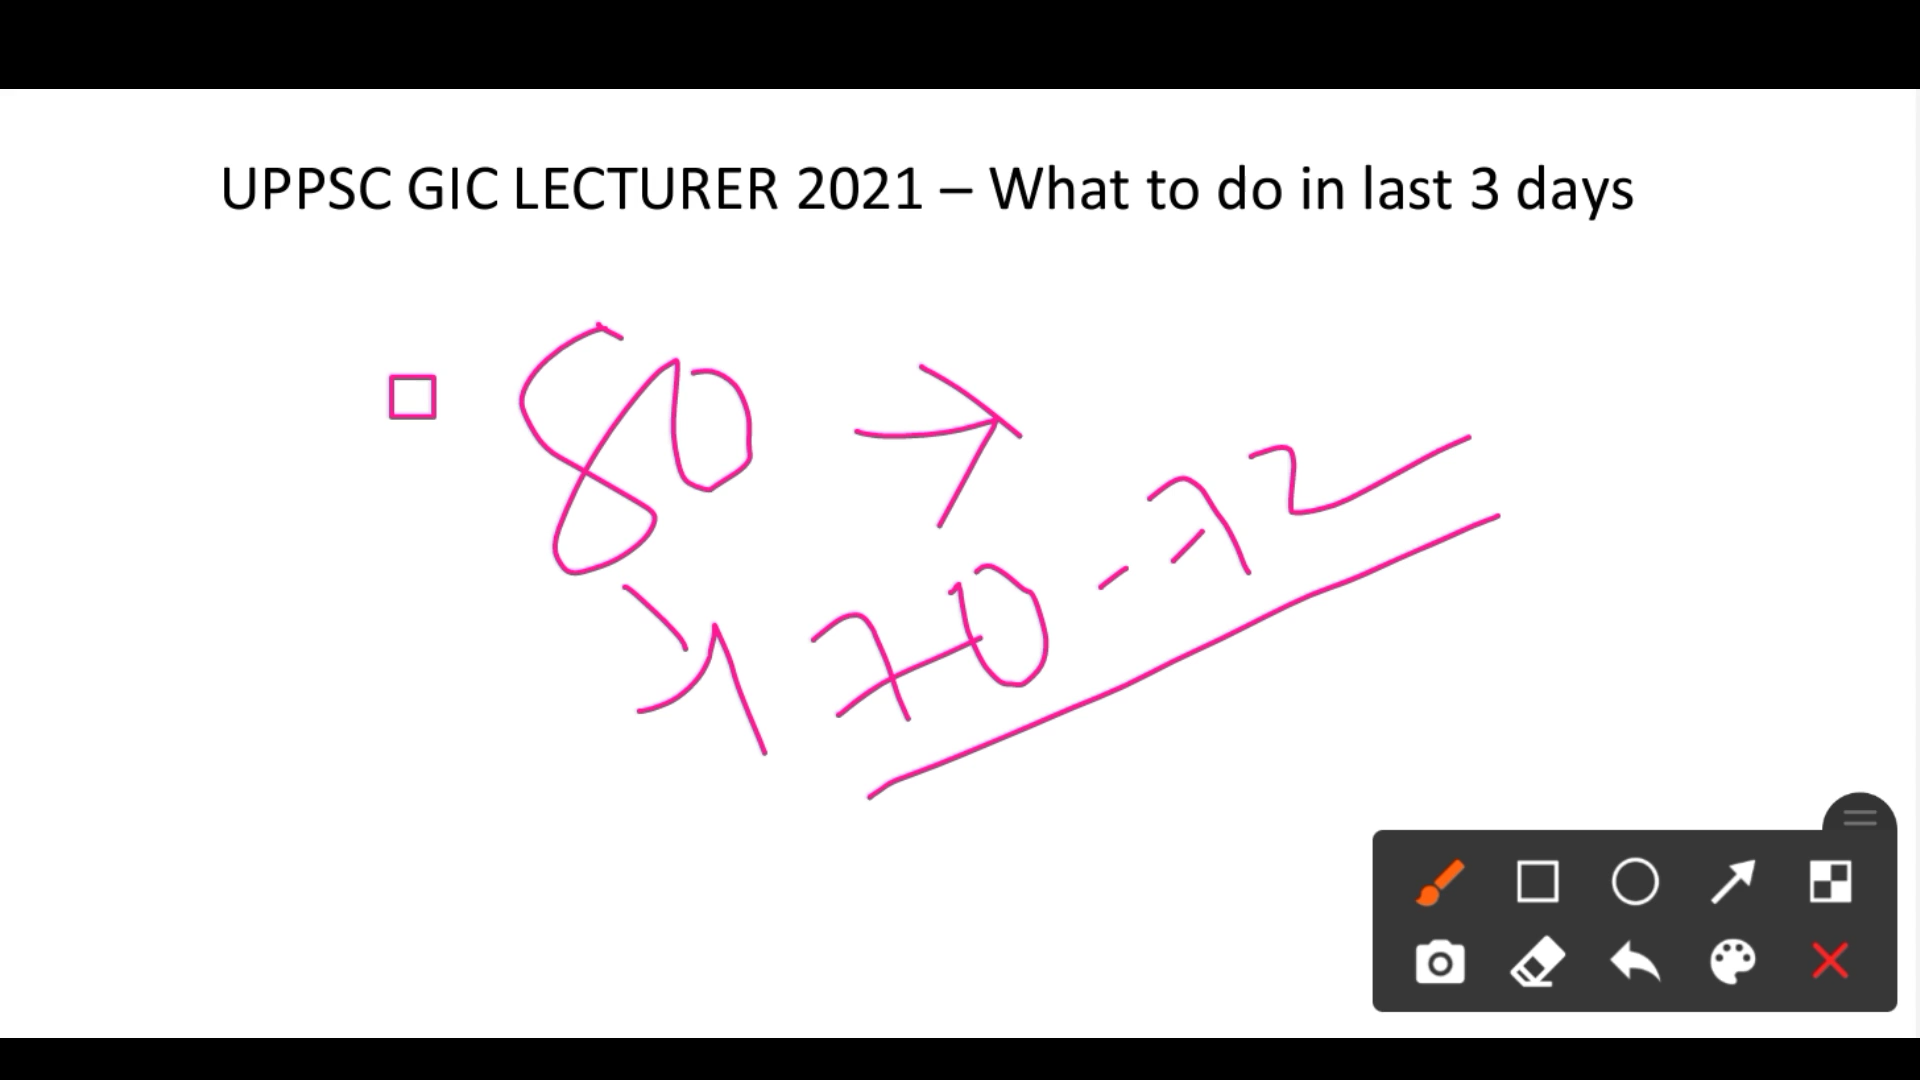 UPPSC GIC LECTURER 2021 – What to do in last 3 days
80 →
→ 70 - 72